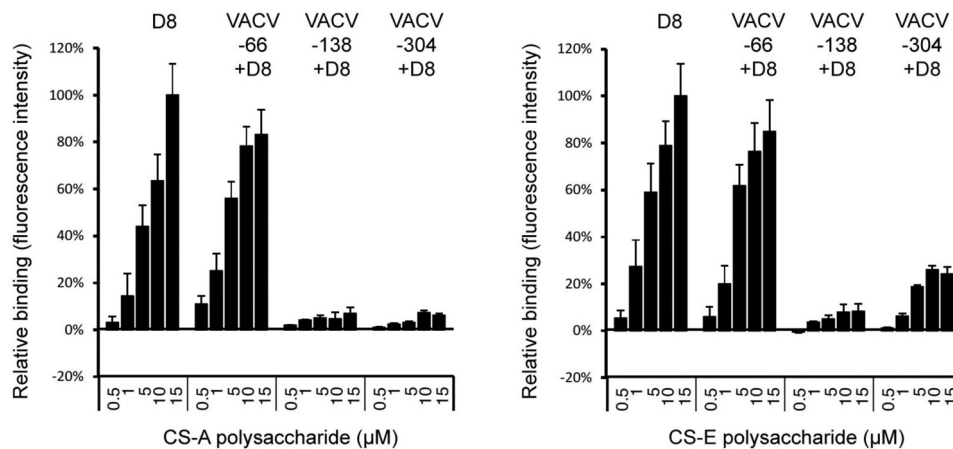 D8 VACV VACV VACV
-66 -138 -304
+D8 +D8 +D8
Relative binding (fluorescence intensity)
120%
100%
80%
60%
40%
20%
0%
-20%
0.5 1 5 10 15 0.5 1 5 10 15 0.5 1 5 10 15 0.5 1 5 10 15
CS-A polysaccharide (µM)
D8 VACV VACV VACV
-66 -138 -304
+D8 +D8 +D8
Relative binding (fluorescence intensity)
120%
100%
80%
60%
40%
20%
0%
-20%
0.5 1 5 10 15 0.5 1 5 10 15 0.5 1 5 10 15 0.5 1 5 10 15
CS-E polysaccharide (µM)